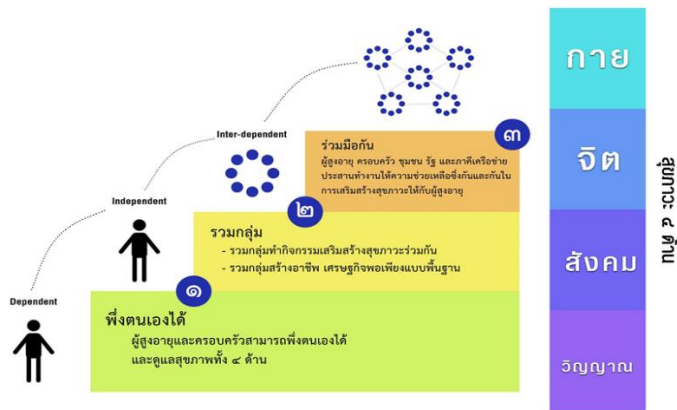 กาย
จิต
สังคม
วิญญาณ
สุขภาวะ ๔ ด้าน
Inter-dependent
๓
ร่วมมือกัน
ผู้สูงอายุ ครอบครัว ชุมชน รัฐ และภาคีเครือข่าย
ประสานทำงานให้ความช่วยเหลือซึ่งกันและกันใน
การเสริมสร้างสุขภาวะให้กับผู้สูงอายุ
Independent
๒
รวมกลุ่ม
- รวมกลุ่มทำกิจกรรมเสริมสร้างสุขภาวะร่วมกัน
- รวมกลุ่มสร้างอาชีพ เศรษฐกิจพอเพียงแบบพื้นฐาน
Dependent
๑
พึ่งตนเองได้
ผู้สูงอายุและครอบครัวสามารถพึ่งตนเองได้
และดูแลสุขภาพทั้ง ๔ ด้าน